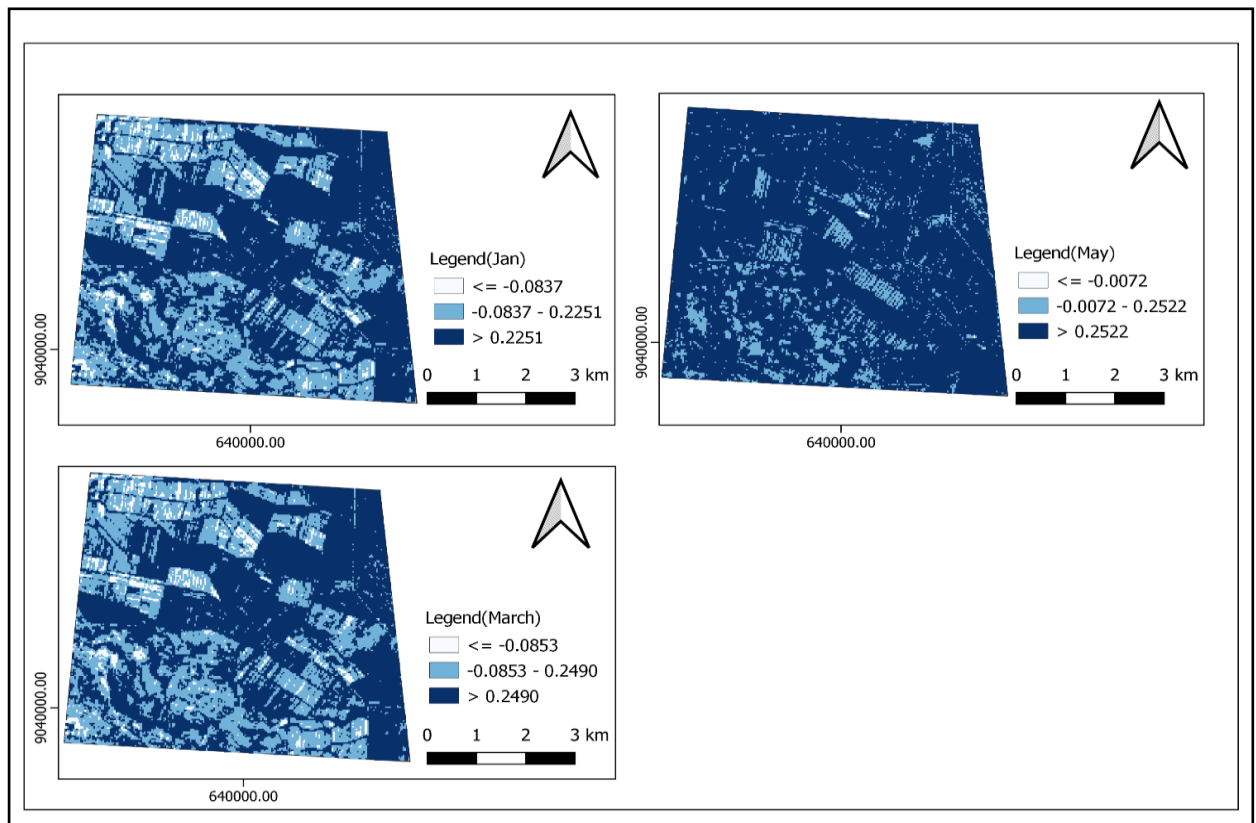 Legend(Jan)
<= -0.0837
-0.0837 - 0.2251
> 0.2251
0 1 2 3 km
9040000.00
640000.00
Legend(May)
<= -0.0072
-0.0072 - 0.2522
> 0.2522
0 1 2 3 km
9040000.00
640000.00
Legend(March)
<= -0.0853
-0.0853 - 0.2490
> 0.2490
0 1 2 3 km
9040000.00
640000.00